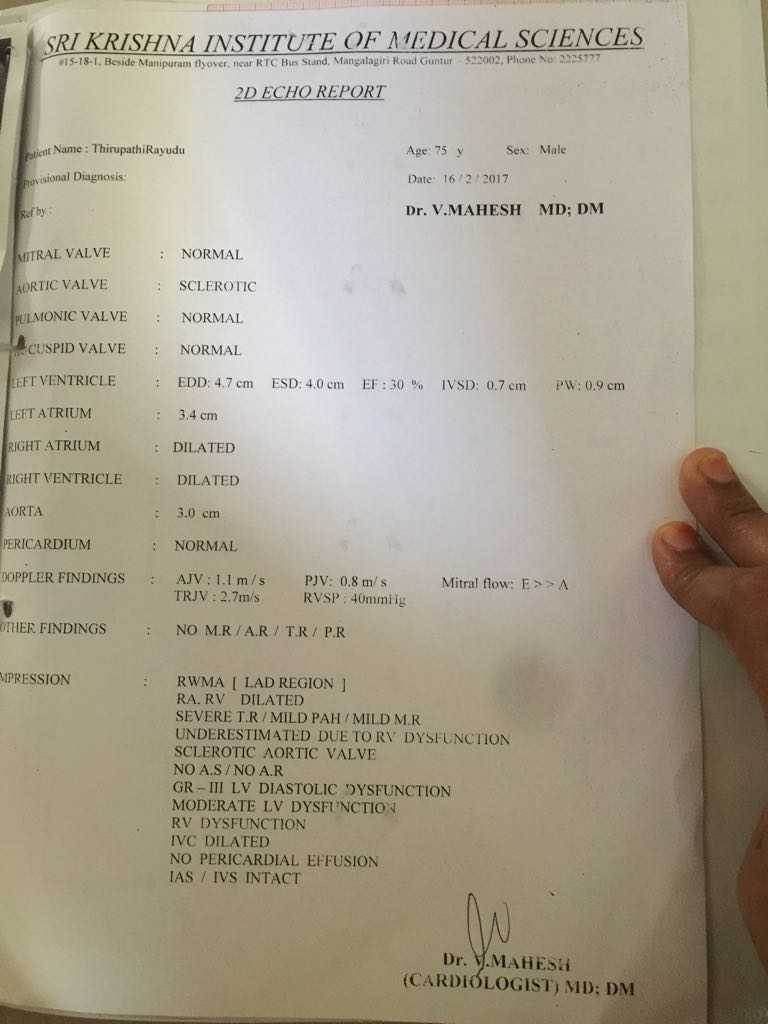 SRI KRISHNA INSTITUTE OF MEDICAL SCIENCES
#15-18-1, Beside Manipuram flyover, near RTC Bus Stand, Mangalagiri Road Guntur - 522002, Phone No: 2225777
2D ECHO REPORT
Patient Name : ThirupathiRayudu Age: 75 y Sex: Male
Provisional Diagnosis: Date: 16 / 2 / 2017
Ref by : Dr. V.MAHESH MD; DM
MITRAL VALVE : NORMAL
AORTIC VALVE : SCLEROTIC
PULMONIC VALVE : NORMAL
CUSPID VALVE : NORMAL
LEFT VENTRICLE : EDD: 4.7 cm ESD: 4.0 cm EF : 30 % IVSD: 0.7 cm PW: 0.9 cm
LEFT ATRIUM : 3.4 cm
RIGHT ATRIUM : DILATED
RIGHT VENTRICLE : DILATED
AORTA : 3.0 cm
PERICARDIUM : NORMAL
DOPPLER FINDINGS : AJV : 1.1 m / s PJV: 0.8 m/ s Mitral flow: E > > A
TRJV : 2.7m/s RVSP : 40mmHg
OTHER FINDINGS : NO M.R / A.R / T.R / P.R
MPRESSION : RWMA [ LAD REGION ]
RA, RV DILATED
SEVERE T.R / MILD PAH / MILD M.R
UNDERESTIMATED DUE TO RV DYSFUNCTION
SCLEROTIC AORTIC VALVE
NO A.S / NO A.R
GR – III LV DIASTOLIC DYSFUNCTION
MODERATE LV DYSFUNCTION
RV DYSFUNCTION
IVC DILATED
NO PERICARDIAL EFFUSION
IAS / IVS INTACT
Dr. V.MAHESH
(CARDIOLOGIST) MD; DM